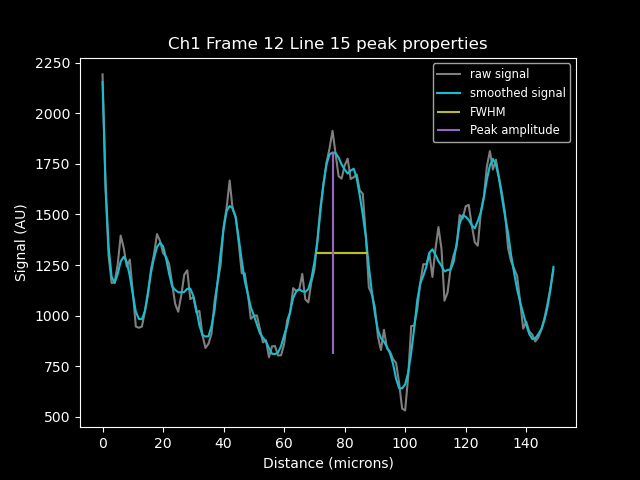 Ch1 Frame 12 Line 15 peak properties
raw signal
smoothed signal
FWHM
Peak amplitude
Signal (AU)
2250
2000
1750
1500
1250
1000
750
500
0 20 40 60 80 100 120 140
Distance (microns)